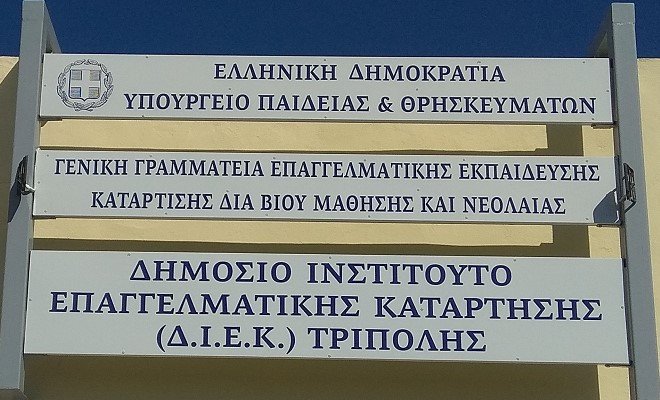 ΕΛΛΗΝΙΚΗ ΔΗΜΟΚΡΑΤΙΑ
ΥΠΟΥΡΓΕΙΟ ΠΑΙΔΕΙΑΣ & ΘΡΗΣΚΕΥΜΑΤΩΝ
ΓΕΝΙΚΗ ΓΡΑΜΜΑΤΕΙΑ ΕΠΑΓΓΕΛΜΑΤΙΚΗΣ ΕΚΠΑΙΔΕΥΣΗΣ
ΚΑΤΑΡΤΙΣΗΣ ΔΙΑ ΒΙΟΥ ΜΑΘΗΣΗΣ ΚΑΙ ΝΕΟΛΑΙΑΣ
ΔΗΜΟΣΙΟ ΙΝΣΤΙΤΟΥΤΟ
ΕΠΑΓΓΕΛΜΑΤΙΚΗΣ ΚΑΤΑΡΤΗΣΗΣ
(Δ.Ι.Ε.Κ.) ΤΡΙΠΟΛΗΣ